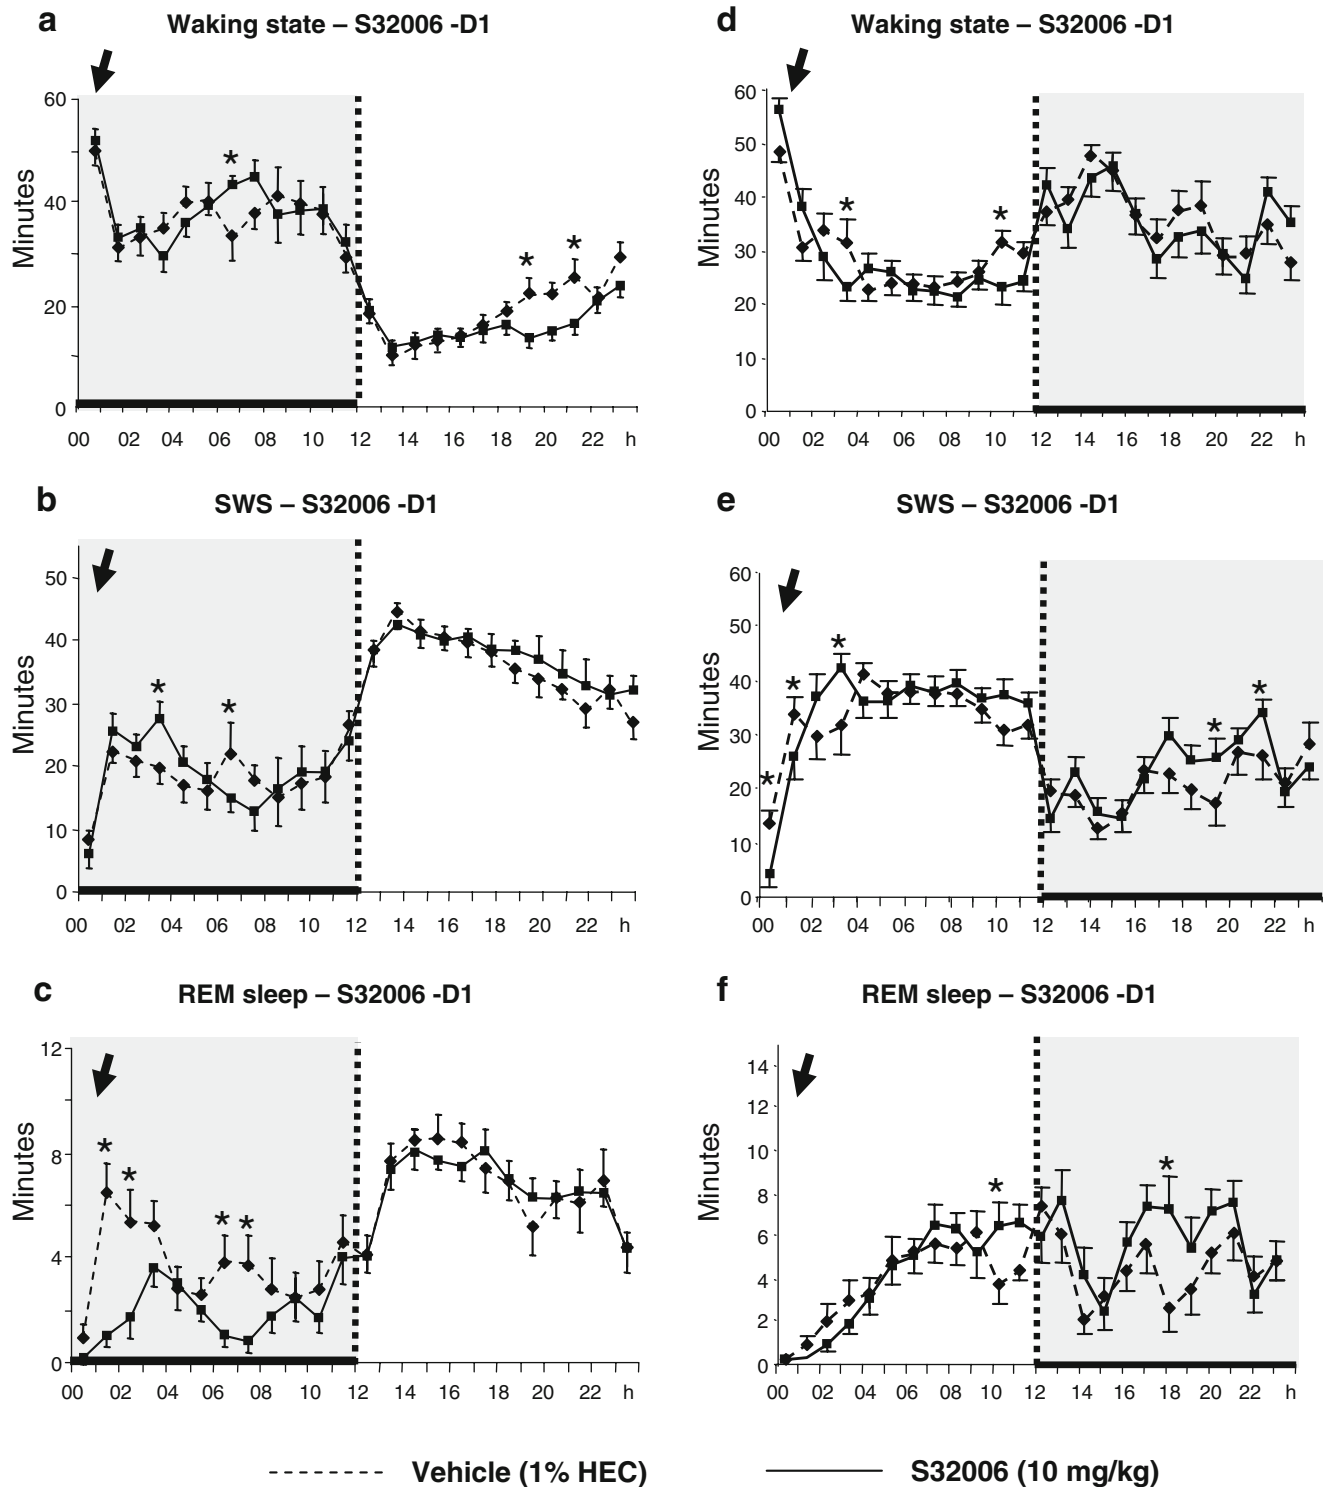 a Waking state – S32006 -D1
60
40
20
0
Minutes
* * *
00 02 04 06 08 10 12 14 16 18 20 22 h
d Waking state – S32006 -D1
60
50
40
30
20
10
0
Minutes
* *
00 02 04 06 08 10 12 14 16 18 20 22 h
b SWS – S32006 -D1
50
40
30
20
10
0
Minutes
* *
00 02 04 06 08 10 12 14 16 18 20 22 h
e SWS – S32006 -D1
60
50
40
30
20
10
0
Minutes
* * * * *
00 02 04 06 08 10 12 14 16 18 20 22 h
c REM sleep – S32006 -D1
12
8
4
0
Minutes
* * * *
00 02 04 06 08 10 12 14 16 18 20 22 h
f REM sleep – S32006 -D1
14
12
10
8
6
4
2
0
Minutes
* *
00 02 04 06 08 10 12 14 16 18 20 22 h
Vehicle (1% HEC)
S32006 (10 mg/kg)